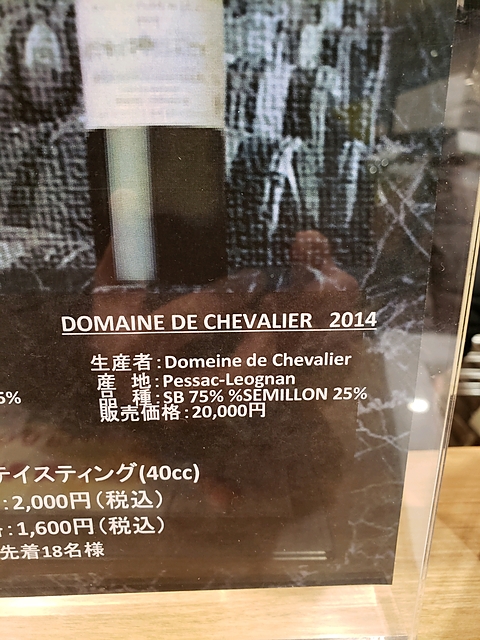 DOMAINE DE CHEVALIER 2014
生産者:Domeine de Chevalier
産 地:Pessac-Leognan
5%
品 種:SB 75% %SEMILLON 25%
販売価格:20,000円
テイスティング(40cc)
:2,000円(税込)
:1,600円(税込)
先着18名様